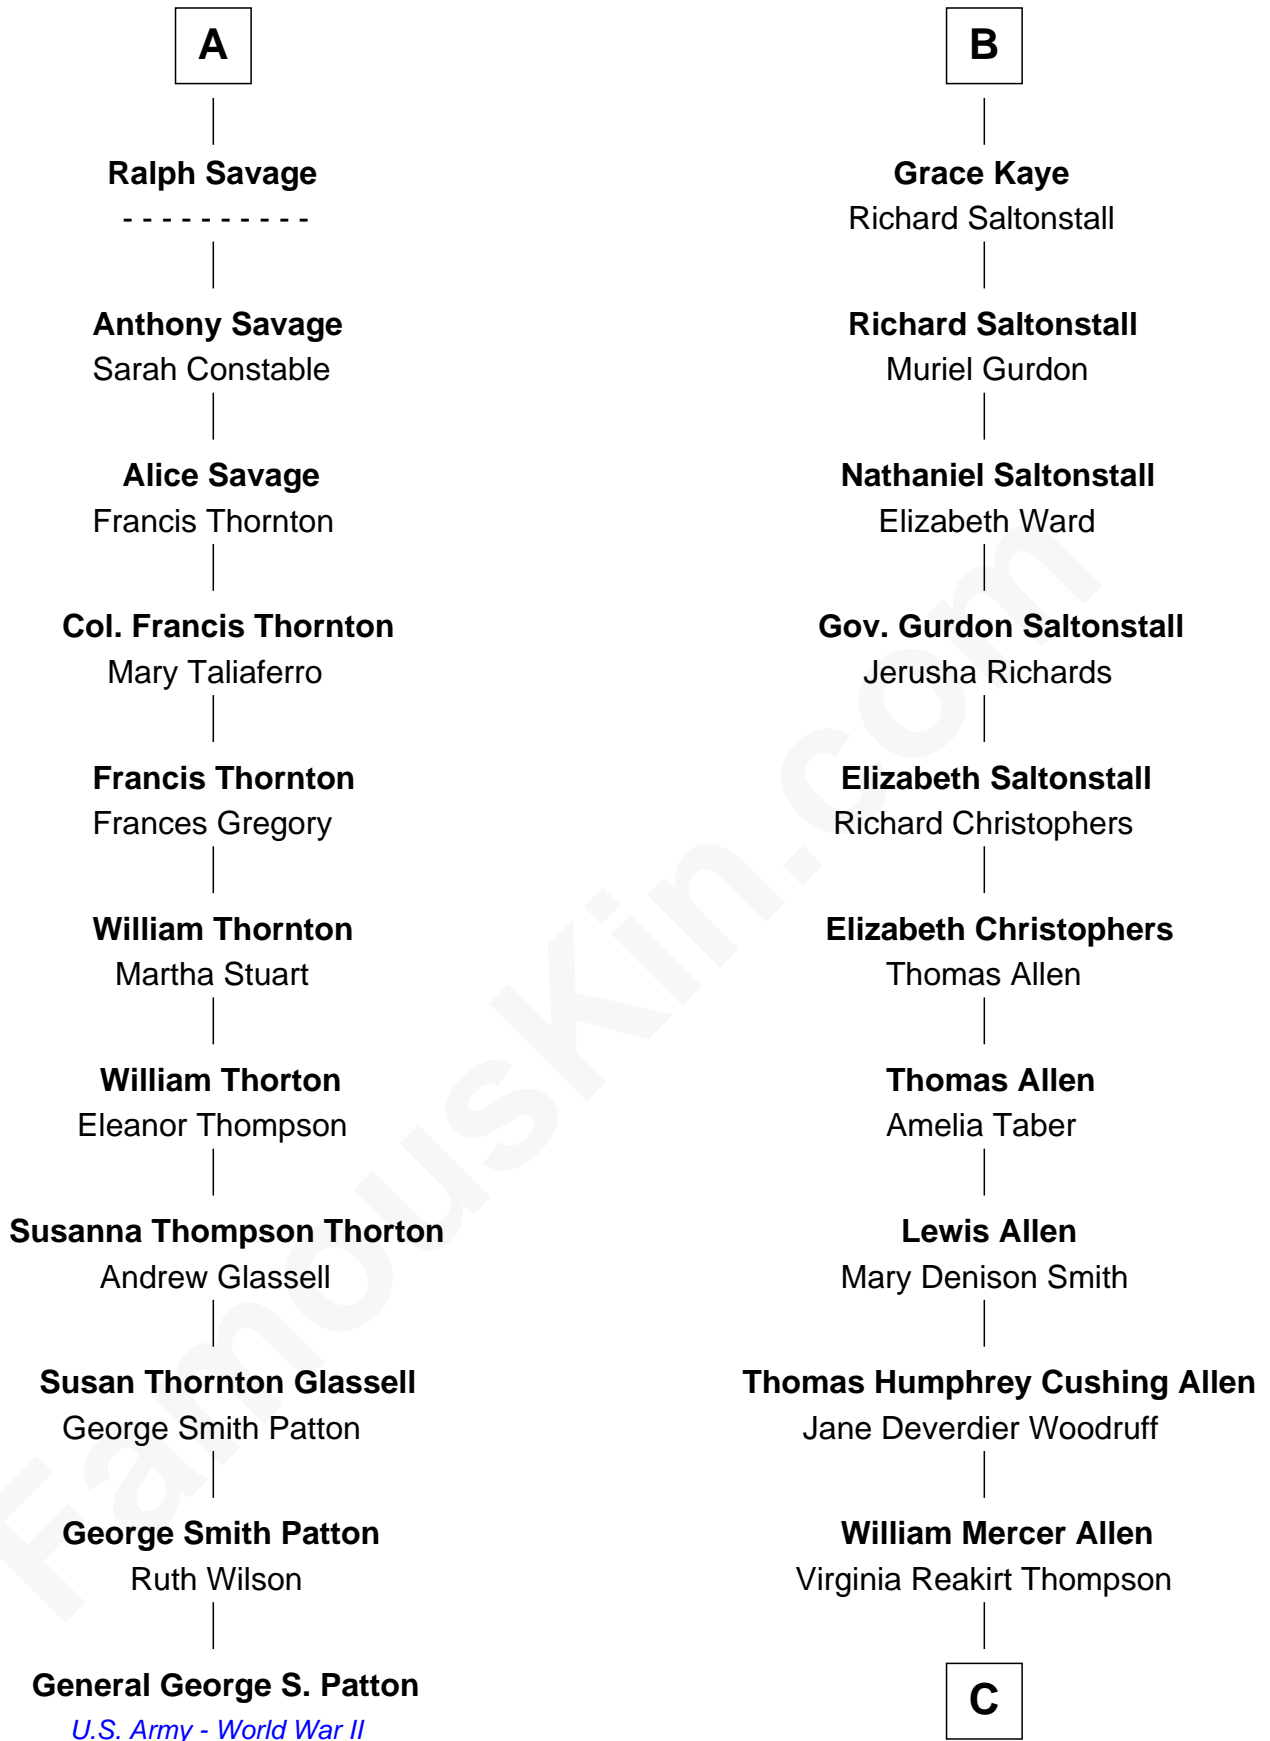 A
Ralph Savage
- - - - - - - - - -
Anthony Savage
Sarah Constable
Alice Savage
Francis Thornton
Col. Francis Thornton
Mary Taliaferro
Francis Thornton
Frances Gregory
William Thornton
Martha Stuart
William Thorton
Eleanor Thompson
Susanna Thompson Thorton
Andrew Glassell
Susan Thornton Glassell
George Smith Patton
George Smith Patton
Ruth Wilson
General George S. Patton
U.S. Army - World War II
B
Grace Kaye
Richard Saltonstall
Richard Saltonstall
Muriel Gurdon
Nathaniel Saltonstall
Elizabeth Ward
Gov. Gurdon Saltonstall
Jerusha Richards
Elizabeth Saltonstall
Richard Christophers
Elizabeth Christophers
Thomas Allen
Thomas Allen
Amelia Taber
Lewis Allen
Mary Denison Smith
Thomas Humphrey Cushing Allen
Jane Deverdier Woodruff
William Mercer Allen
Virginia Reakirt Thompson
C
FamousKin.com